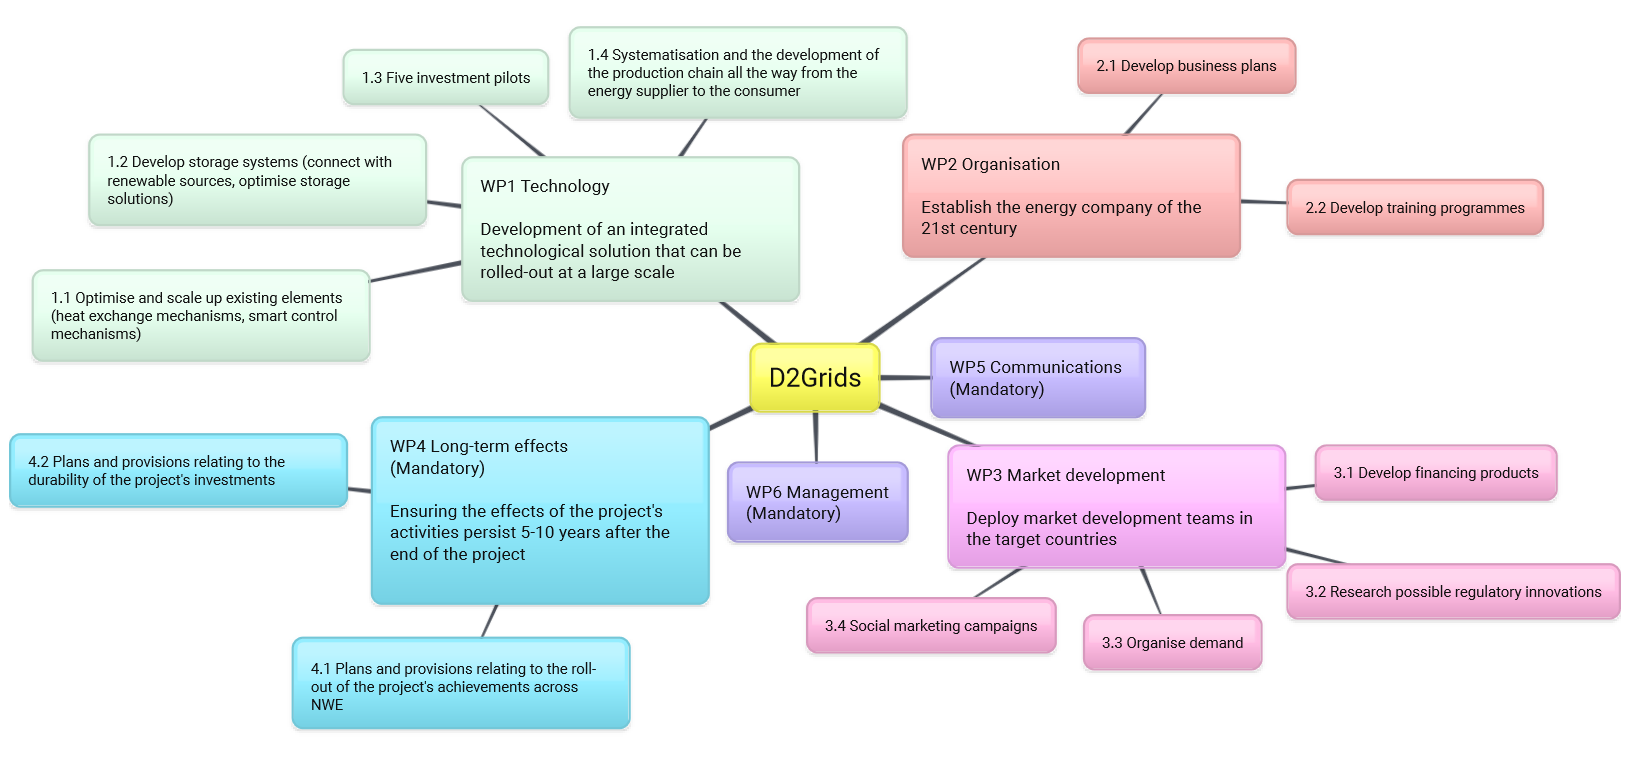 1.4 Systematisation and the development of
the production chain all the way from the
energy supplier to the consumer
1.3 Five investment pilots
2.1 Develop business plans
1.2 Develop storage systems (connect with
renewable sources, optimise storage
solutions)
WP1 Technology
Development of an integrated
technological solution that can be
rolled-out at a large scale
WP2 Organisation
Establish the energy company of the
21st century
2.2 Develop training programmes
1.1 Optimise and scale up existing elements
(heat exchange mechanisms, smart control
mechanisms)
D2Grids
WP5 Communications
(Mandatory)
4.2 Plans and provisions relating to the
durability of the project's investments
WP4 Long-term effects
(Mandatory)
Ensuring the effects of the project's
activities persist 5-10 years after the
end of the project
WP6 Management
(Mandatory)
WP3 Market development
Deploy market development teams in
the target countries
3.1 Develop financing products
3.2 Research possible regulatory innovations
3.4 Social marketing campaigns
3.3 Organise demand
4.1 Plans and provisions relating to the roll-
out of the project's achievements across
NWE